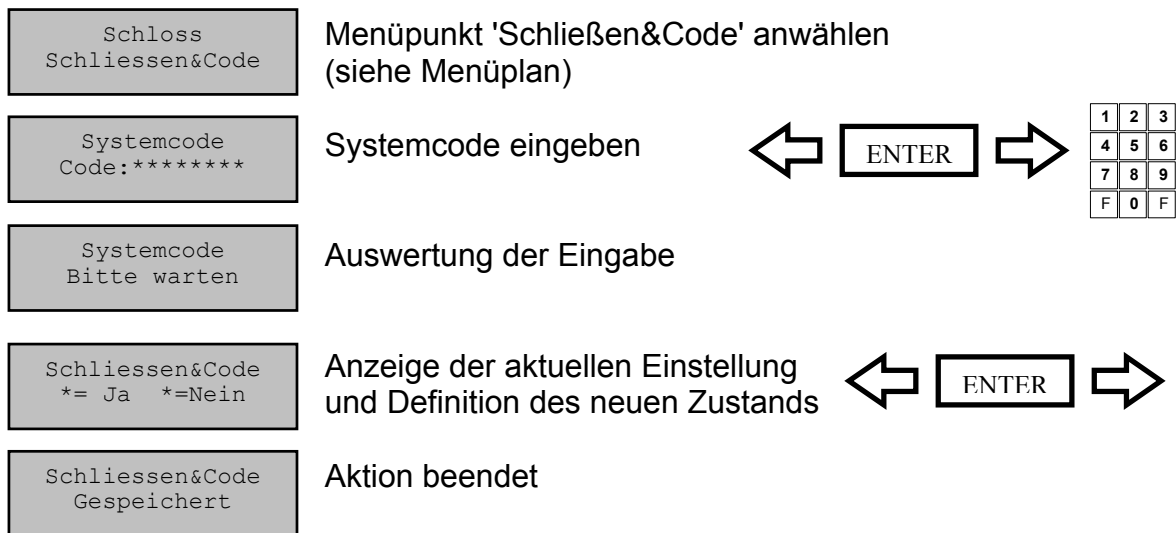 Schloss
Schliessen&Code
Menüpunkt 'Schließen&Code' anwählen
(siehe Menüplan)
Systemcode
Code:********
Systemcode eingeben
ENTER
1 2 3
4 5 6
7 8 9
F 0 F
Systemcode
Bitte warten
Auswertung der Eingabe
Schliessen&Code
*= Ja *=Nein
Anzeige der aktuellen Einstellung
und Definition des neuen Zustands
ENTER
Schliessen&Code
Gespeichert
Aktion beendet